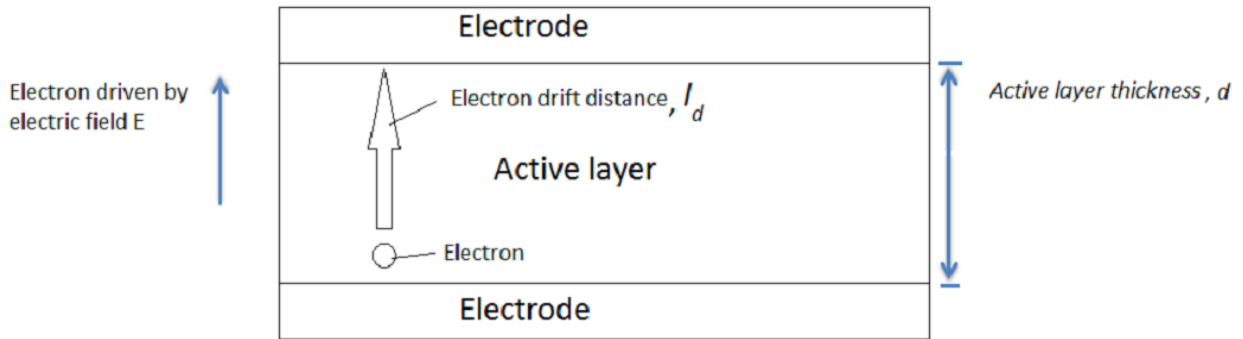 Electrode
Electron driven by
electric field E
Electron drift distance, l_d
Active layer thickness , d
Active layer
Electron
Electrode